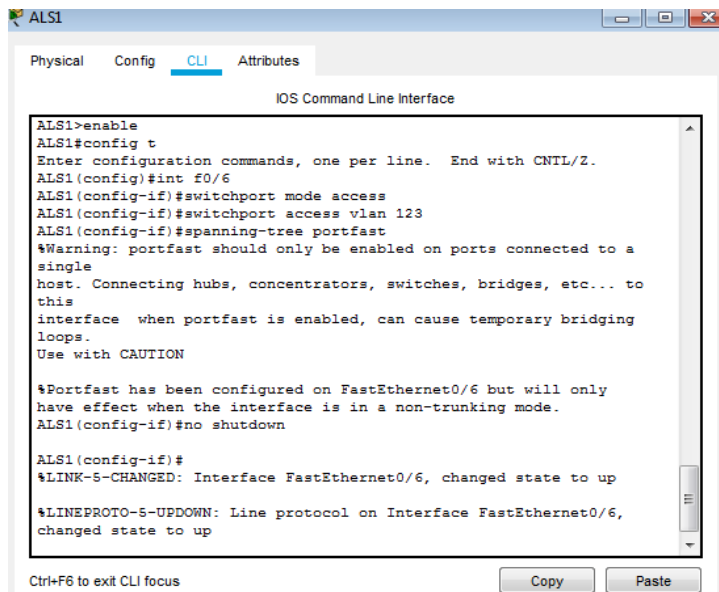 ALS1
Physical Config CLI Attributes
IOS Command Line Interface
ALS1>enable
ALS1#config t
Enter configuration commands, one per line.  End with CNTL/Z.
ALS1(config)#int f0/6
ALS1(config-if)#switchport mode access
ALS1(config-if)#switchport access vlan 123
ALS1(config-if)#spanning-tree portfast
%Warning: portfast should only be enabled on ports connected to a
single
host. Connecting hubs, concentrators, switches, bridges, etc... to
this
interface  when portfast is enabled, can cause temporary bridging
loops.
Use with CAUTION
%Portfast has been configured on FastEthernet0/6 but will only
have effect when the interface is in a non-trunking mode.
ALS1(config-if)#no shutdown
ALS1(config-if)#
%LINK-5-CHANGED: Interface FastEthernet0/6, changed state to up
%LINEPROTO-5-UPDOWN: Line protocol on Interface FastEthernet0/6,
changed state to up
Ctrl+F6 to exit CLI focus
Copy Paste